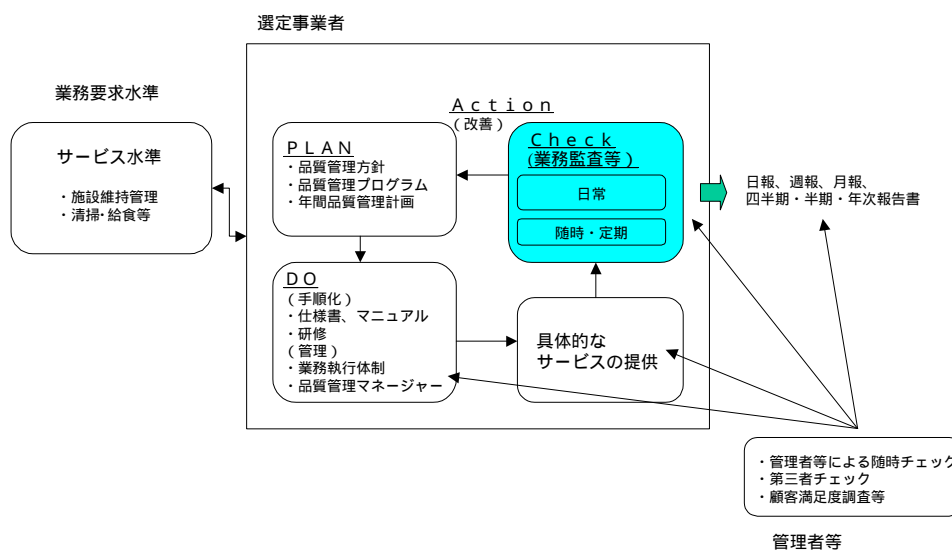 選定事業者
業務要求水準
サービス水準
・施設維持管理
・清掃・給食等
PLAN
・品質管理方針
・品質管理プログラム
・年間品質管理計画
Action
(改善)
Check
(業務監査等)
日常
随時・定期
日報、週報、月報、
四半期・半期・年次報告書
DO
(手順化)
・仕様書、マニュアル
・研修
(管理)
・業務執行体制
・品質管理マネージャー
具体的な
サービスの提供
・管理者等による随時チェック
・第三者チェック
・顧客満足度調査等
管理者等